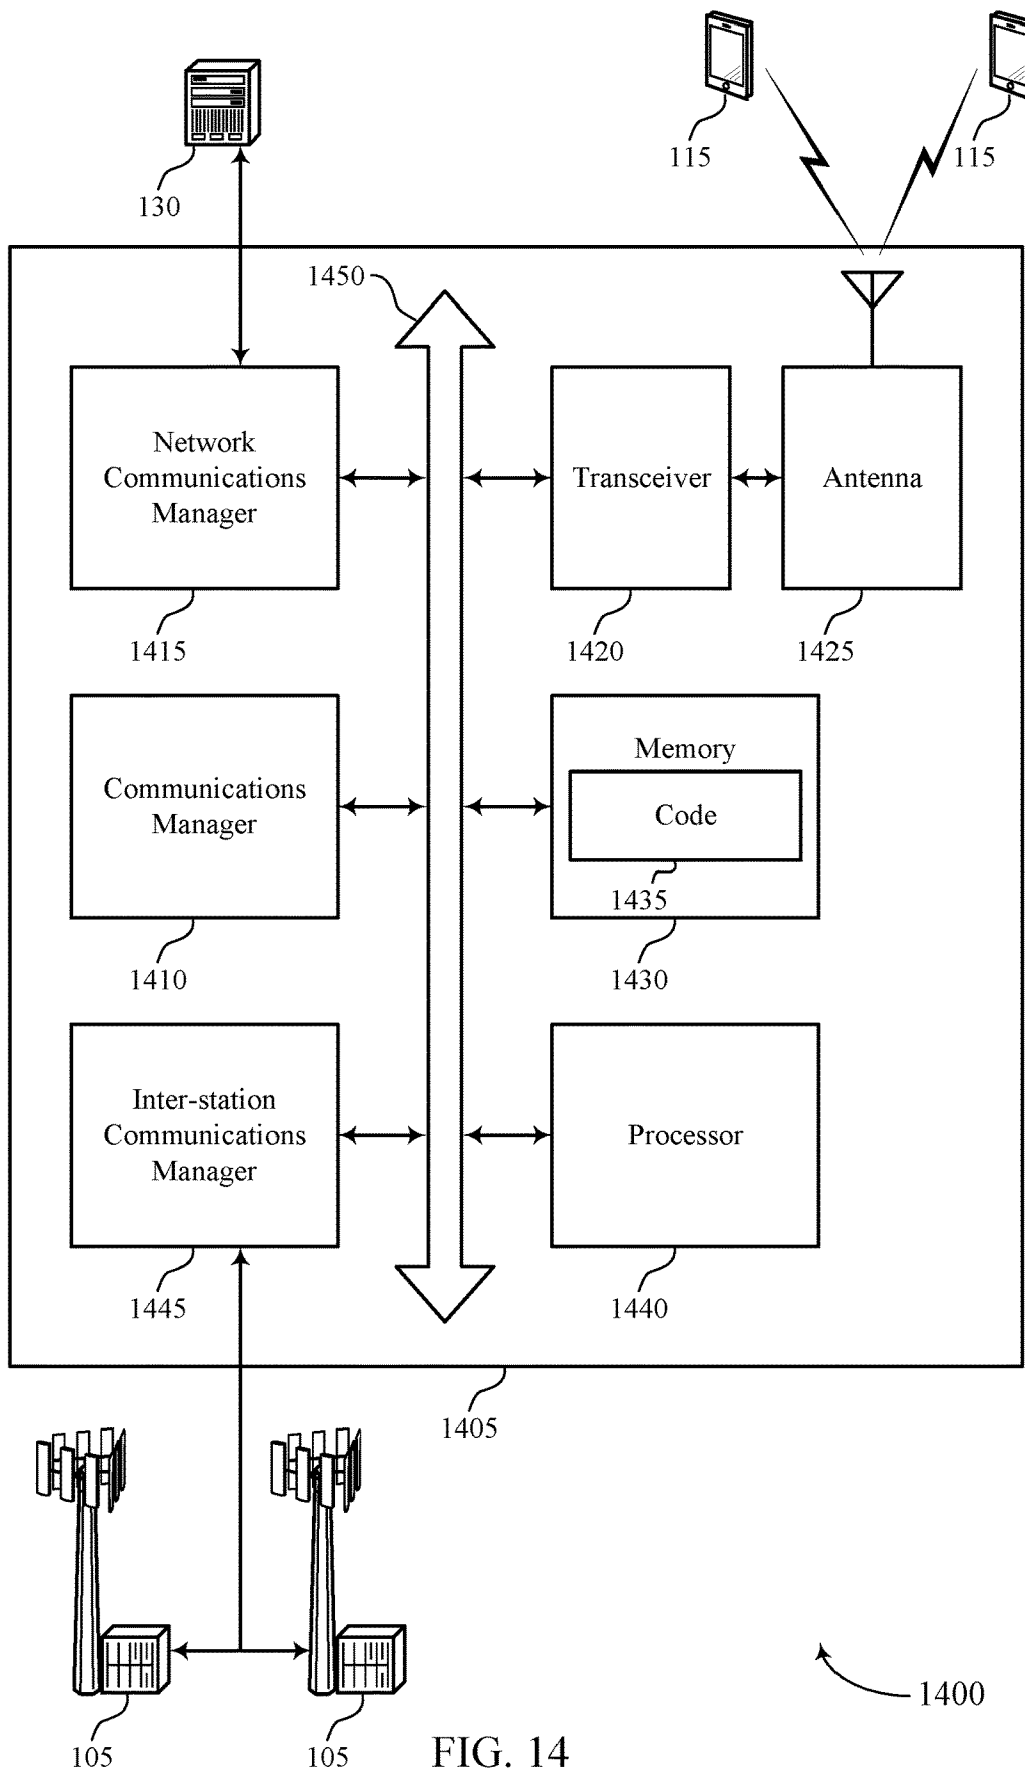 130
115
115
1450
Network
Communications
Manager
Transceiver
Antenna
1415
1420
1425
Communications
Manager
Memory
Code
1435
1410
1430
Inter-station
Communications
Manager
Processor
1445
1440
1405
105
105
1400
FIG. 14